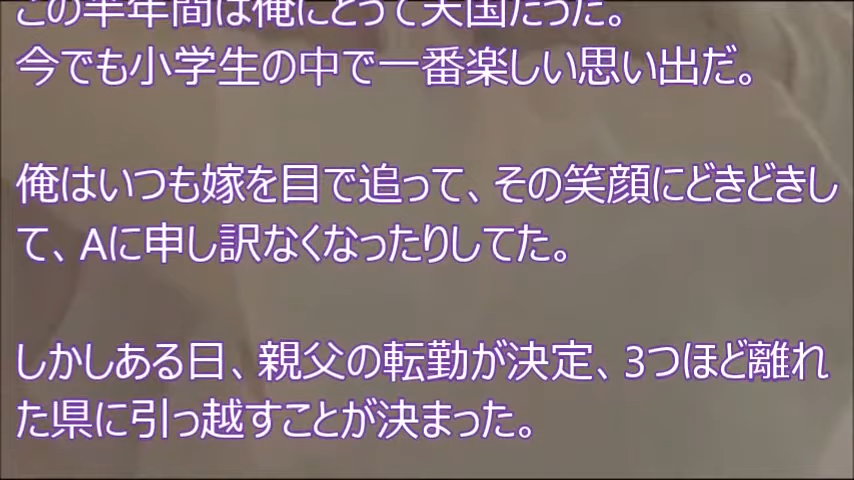 この半年間は俺にとって天国だった。
今でも小学生の中で一番楽しい思い出だ。
俺はいつも嫁を目で追って、その笑顔にどきどきし
て、Aに申し訳なくなったりしてた。
しかしある日、親父の転勤が決定、3つほど離れ
た県に引っ越すことが決まった。